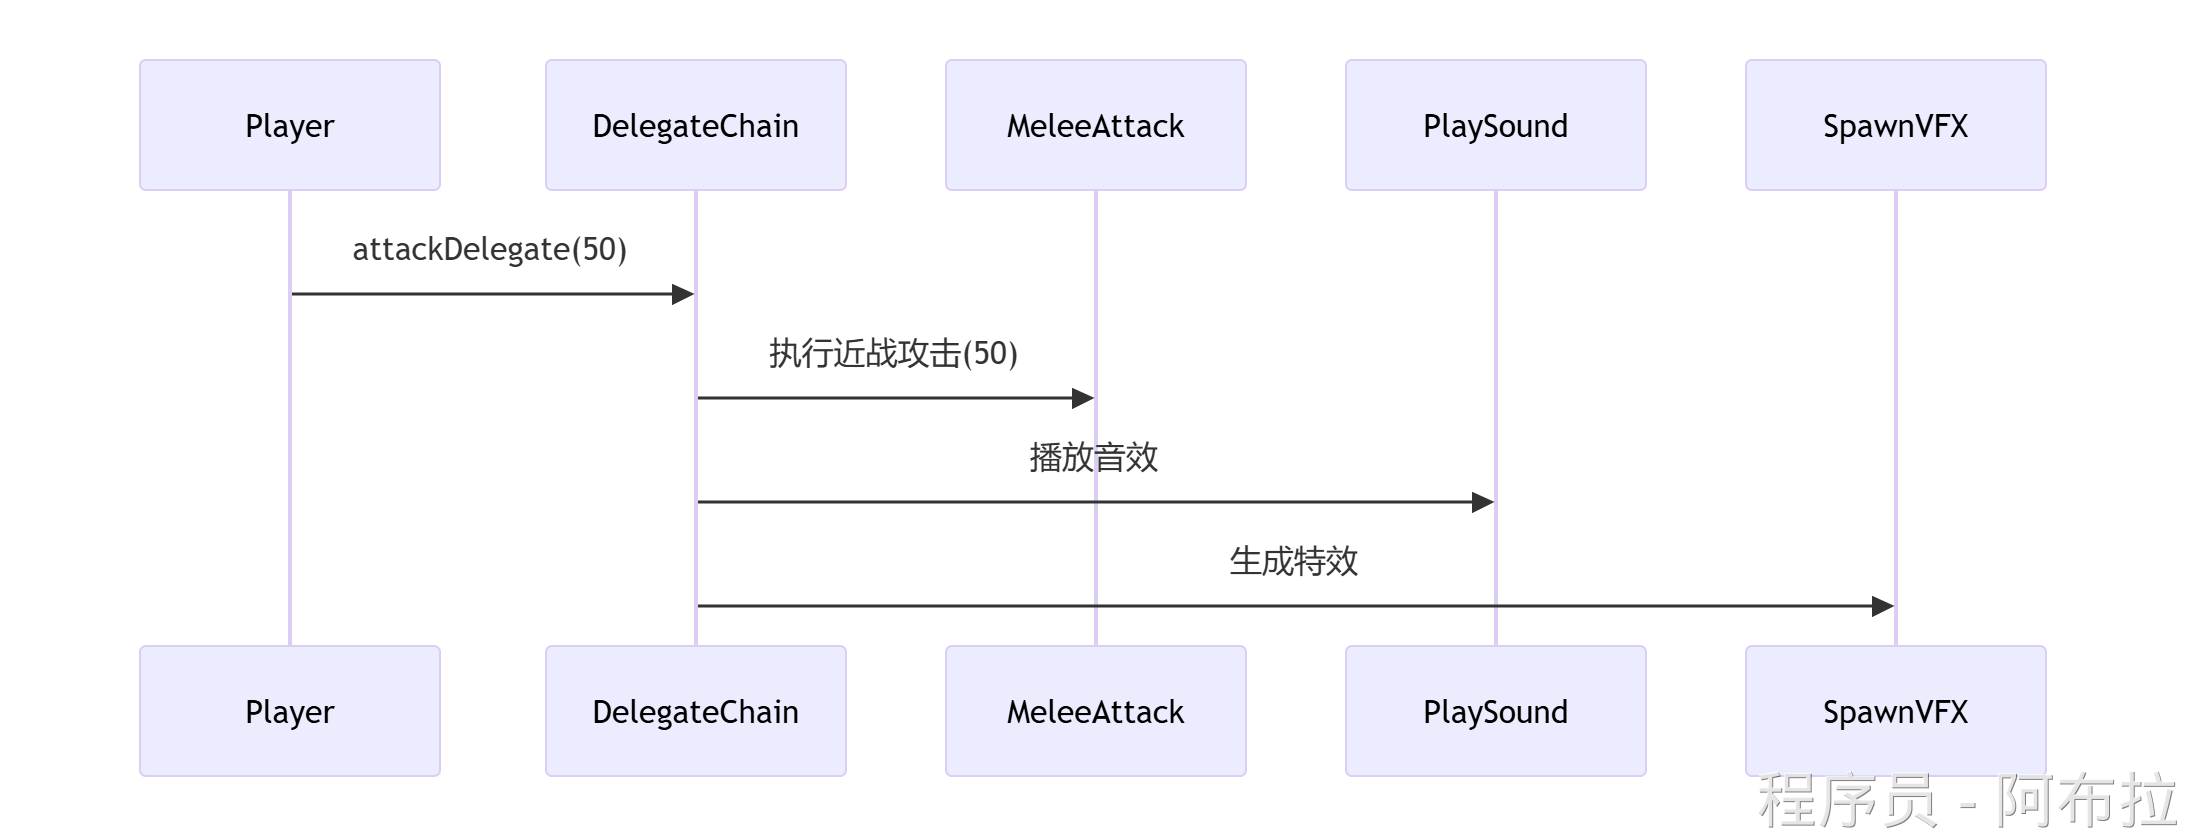 Player DelegateChain MeleeAttack PlaySound SpawnVFX
attackDelegate(50)
执行近战攻击(50)
播放音效
生成特效
Player DelegateChain MeleeAttack PlaySound SpawnVFX
程序员 - 阿布拉